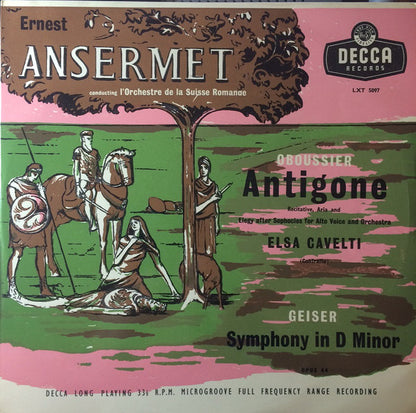 Ernest
ANSERMET
conducting l'Orchestre de la Suisse Romande
DECCA
RECORDS
LXT 5097
OBOUSSIER
Antigone
Recitative, Aria and
Elegy after Sophocles for Alto Voice and Orchestra
ELSA CAVELTI
(Contralto)
GEISER
Symphony in D Minor
OPUS 44
DECCA LONG PLAYING 33⅓ R.P.M. MICROGROOVE FULL FREQUENCY RANGE RECORDING